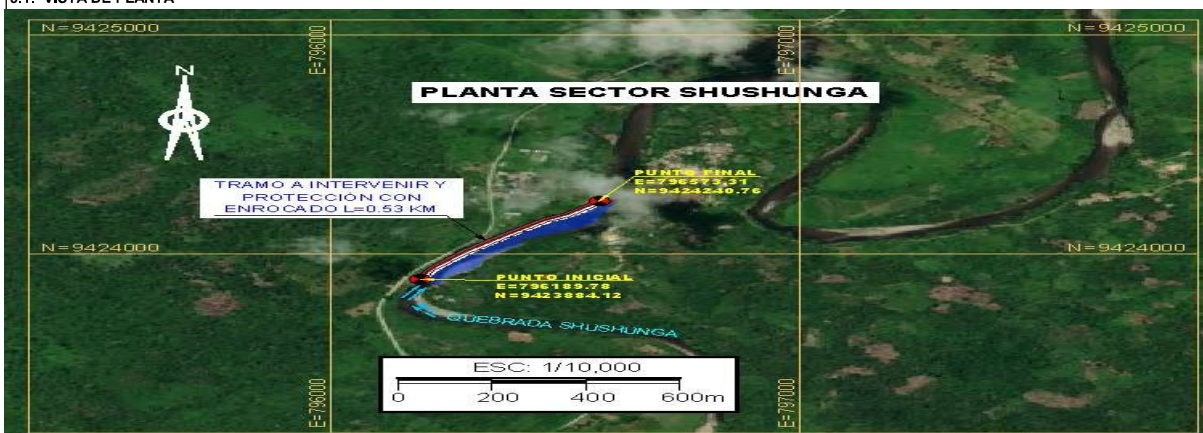 3.1. VISTA DE PLANTA
N=9425000
E=796000
E=797000
N=9425000
N
PLANTA SECTOR SHUSHUNGA
TRAMO A INTERVENIR Y
PROTECCIÓN CON
ENROCADO L=0.53 KM
PUNTO FINAL
E=796573.31
N=9424240.76
N=9424000
N=9424000
PUNTO INICIAL
E=796189.78
N=9423884.12
QUEBRADA SHUSHUNGA
ESC: 1/10,000
0 200 400 600m
E=796000
E=797000